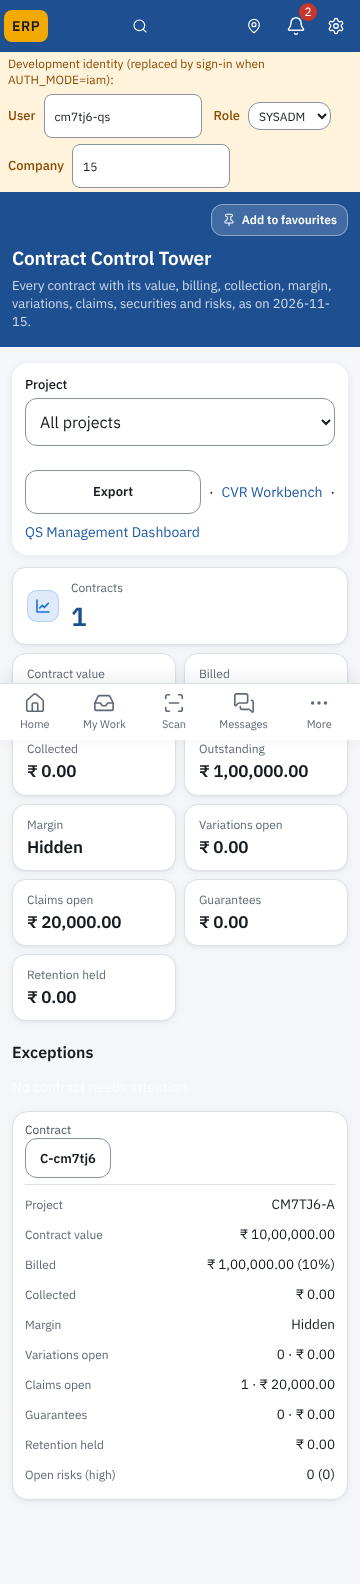 ERP
2
Development identity (replaced by sign-in when
AUTH_MODE=iam):
User cm7tj6-qs Role SYSADM
Company 15
Add to favourites
Contract Control Tower
Every contract with its value, billing, collection, margin,
variations, claims, securities and risks, as on 2026-11-
15.
Project
All projects
Export · CVR Workbench ·
QS Management Dashboard
Contracts
1
Contract value Billed
Home My Work Scan Messages More
Collected Outstanding
₹ 0.00 ₹ 1,00,000.00
Margin Variations open
Hidden ₹ 0.00
Claims open Guarantees
₹ 20,000.00 ₹ 0.00
Retention held
₹ 0.00
Exceptions
No contract needs attention.
Contract
C-cm7tj6
Project CM7TJ6-A
Contract value ₹ 10,00,000.00
Billed ₹ 1,00,000.00 (10%)
Collected ₹ 0.00
Margin Hidden
Variations open 0 · ₹ 0.00
Claims open 1 · ₹ 20,000.00
Guarantees 0 · ₹ 0.00
Retention held ₹ 0.00
Open risks (high) 0 (0)